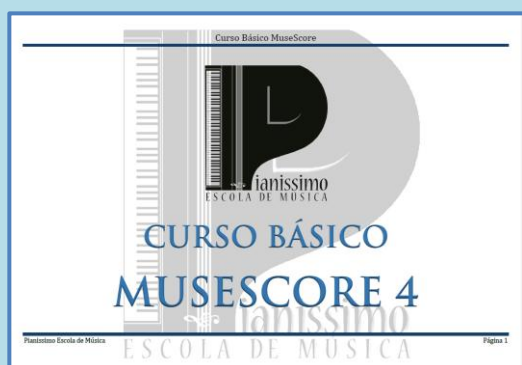 Curso Básico MuseScore
Pianissimo
ESCOLA DE MÚSICA
CURSO BÁSICO
MUSESCORE 4
Pianissimo
Pianissimo Escola de Música
Página 1
ESCOLA DE MÚSICA